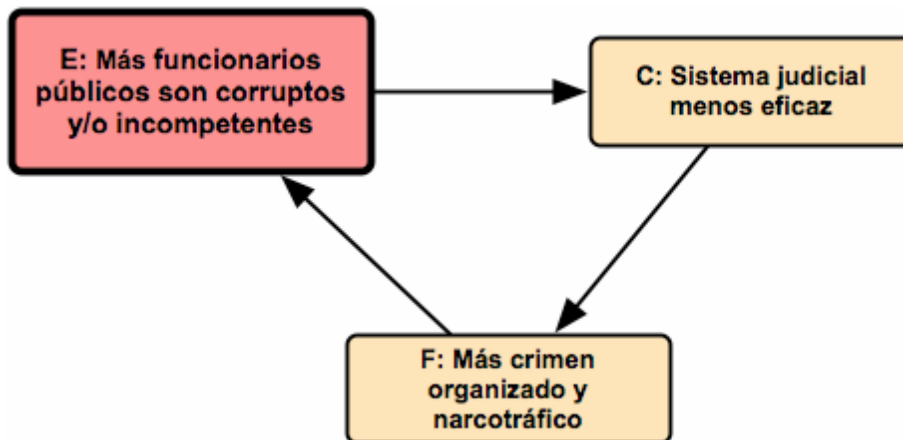 E: Más funcionarios
públicos son corruptos
y/o incompetentes
C: Sistema judicial
menos eficaz
F: Más crimen
organizado y
narcotráfico